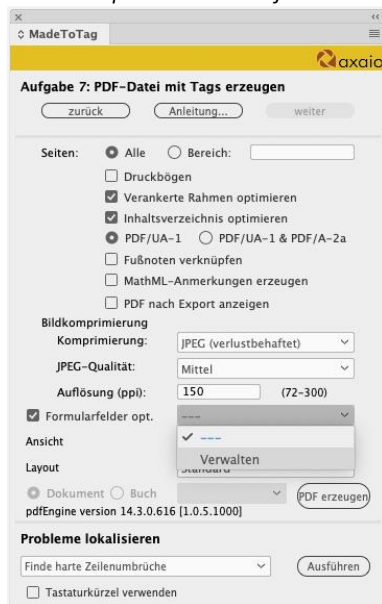 MadeToTag
axaio
Aufgabe 7: PDF-Datei mit Tags erzeugen
zurück Anleitung... weiter
Seiten: Alle Bereich:
Druckbögen
Verankerte Rahmen optimieren
Inhaltsverzeichnis optimieren
PDF/UA-1 PDF/UA-1 & PDF/A-2a
Fußnoten verknüpfen
MathML-Anmerkungen erzeugen
PDF nach Export anzeigen
Bildkomprimierung
Komprimierung: JPEG (verlustbehaftet)
JPEG-Qualität: Mittel
Auflösung (ppi): 150 (72-300)
Formularfelder opt. ---
Ansicht ---
Verwalten
Layout Standard
Dokument Buch PDF erzeugen
pdfEngine version 14.3.0.616 [1.0.5.1000]
Probleme lokalisieren
Finde harte Zeilenumbrüche Ausführen
Tastaturkürzel verwenden